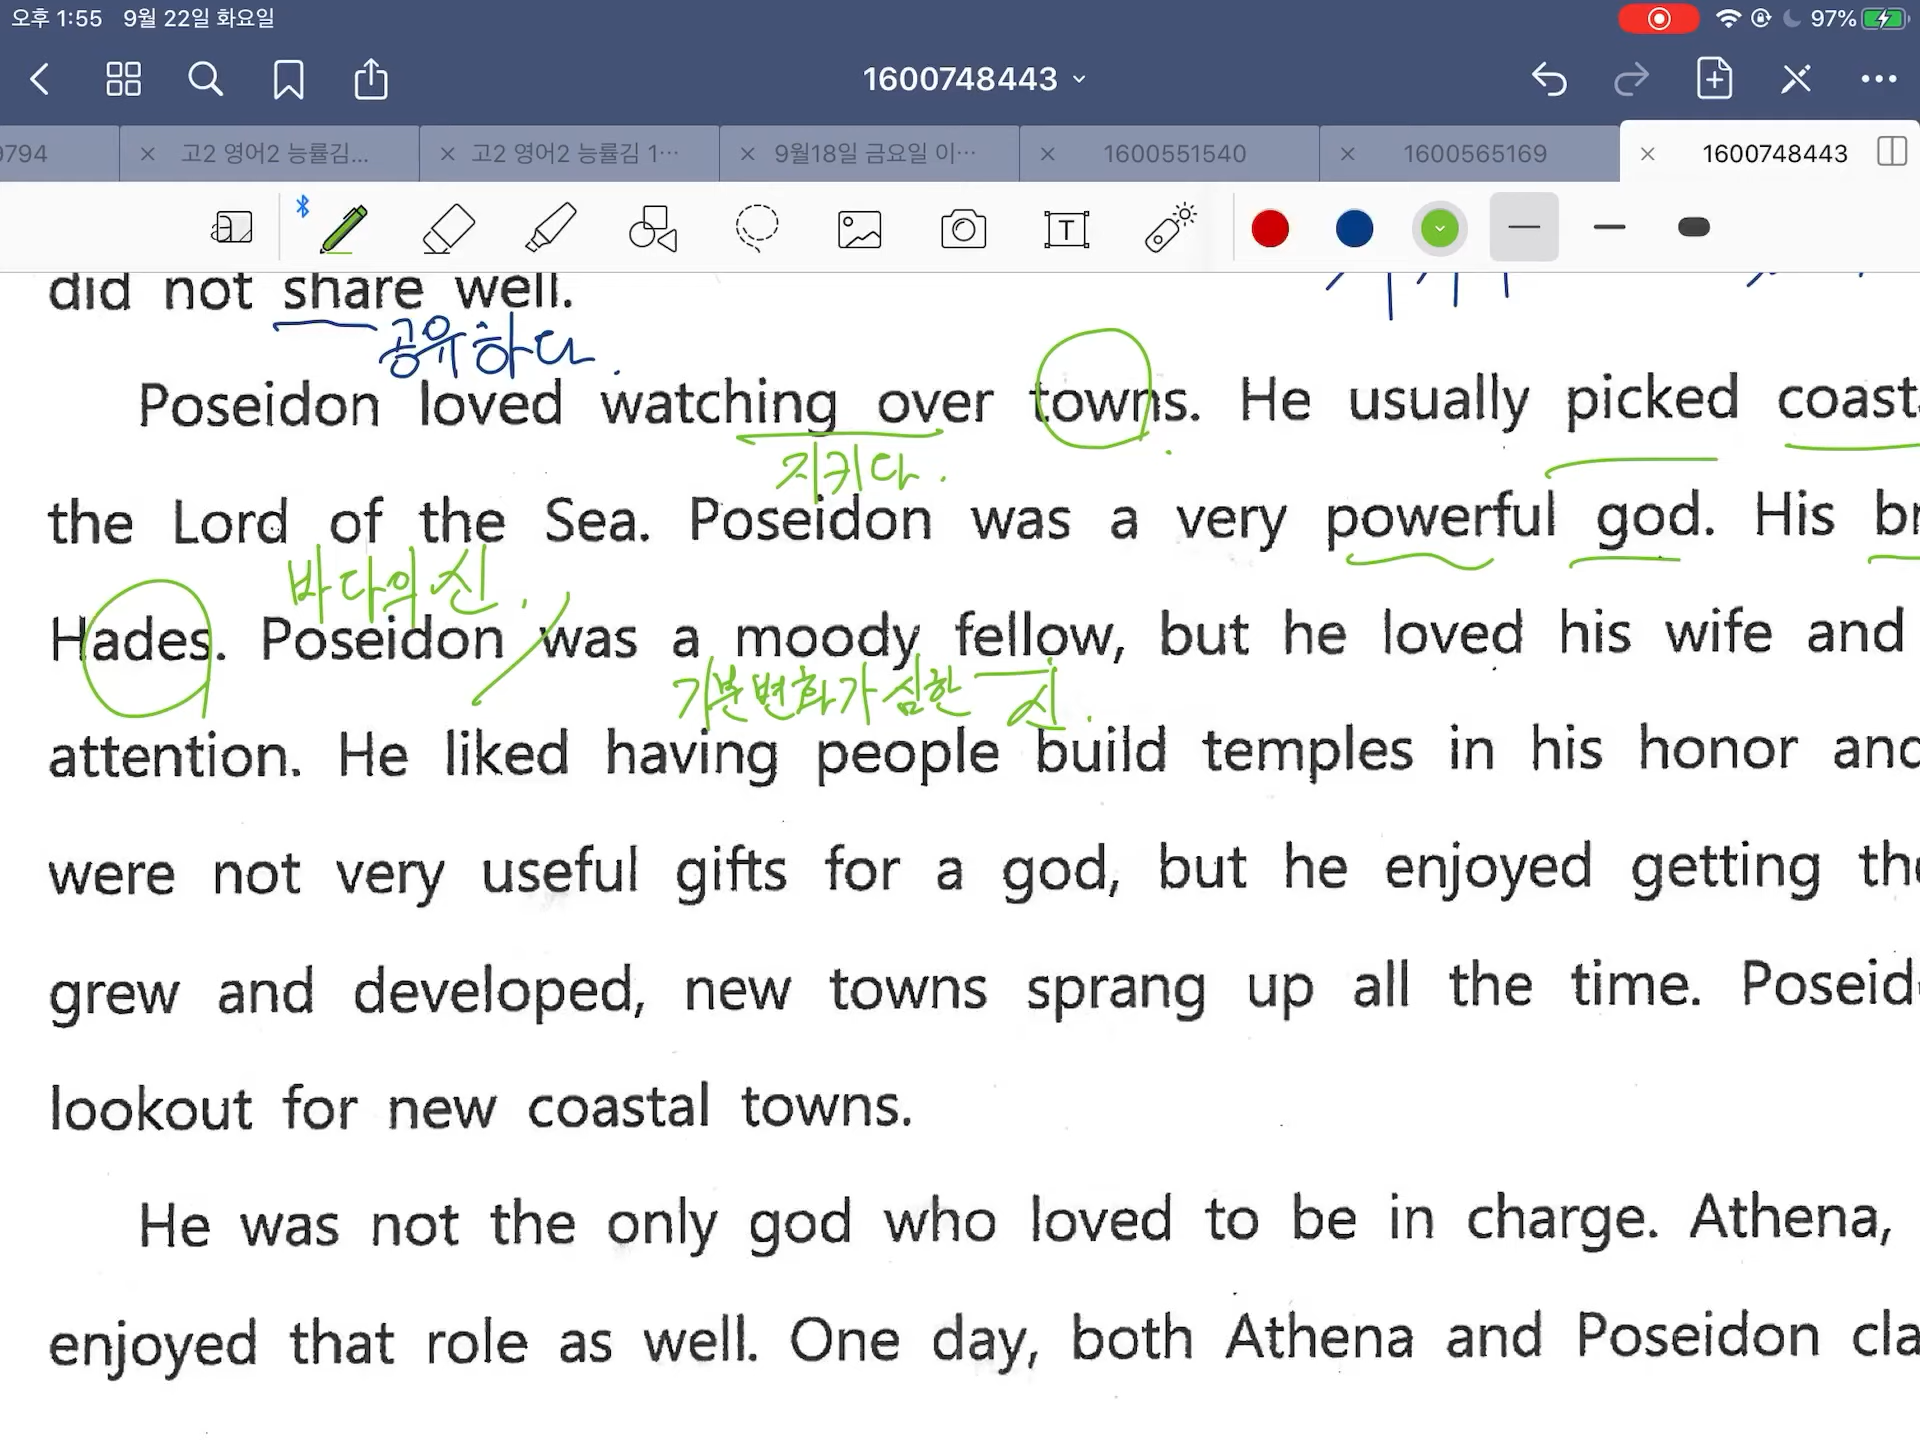 오후 1:55 9월 22일 화요일 97%
1600748443
9794 고2 영어2 능률김... 고2 영어2 능률김 1… 9월18일 금요일 이… 1600551540 1600565169 1600748443
T
did not share well.
공유하다.
Poseidon loved watching over towns. He usually picked coast
지키다.
the Lord of the Sea. Poseidon was a very powerful god. His br
바다의 신.
Hades. Poseidon was a moody fellow, but he loved his wife and
기분변화가 심한 신.
attention. He liked having people build temples in his honor and
were not very useful gifts for a god, but he enjoyed getting the
grew and developed, new towns sprang up all the time. Poseid
lookout for new coastal towns.
He was not the only god who loved to be in charge. Athena,
enjoyed that role as well. One day, both Athena and Poseidon cla